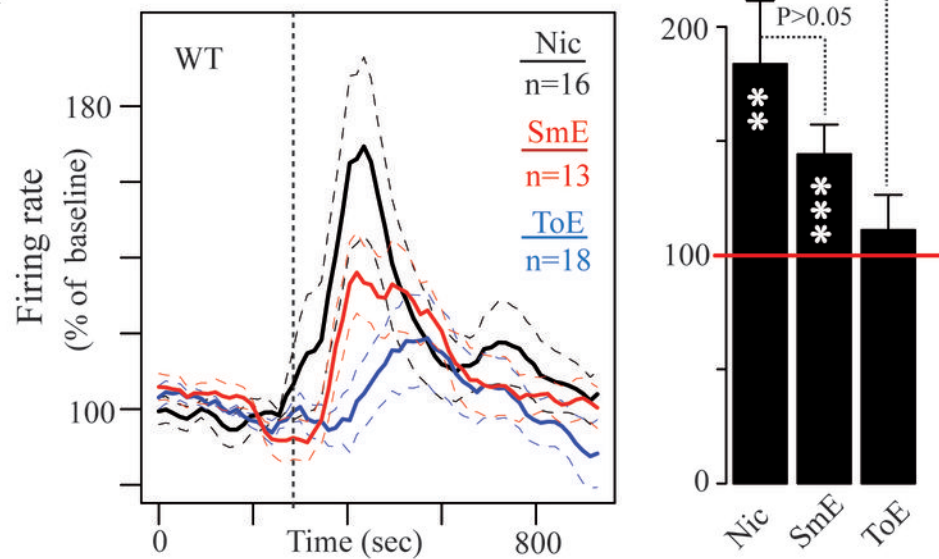 WT
Nic
n=16
SmE
n=13
ToE
n=18
180
100
Firing rate
(% of baseline)
0
Time (sec)
800
P>0.05
200
100
0
**
***
Nic
SmE
ToE